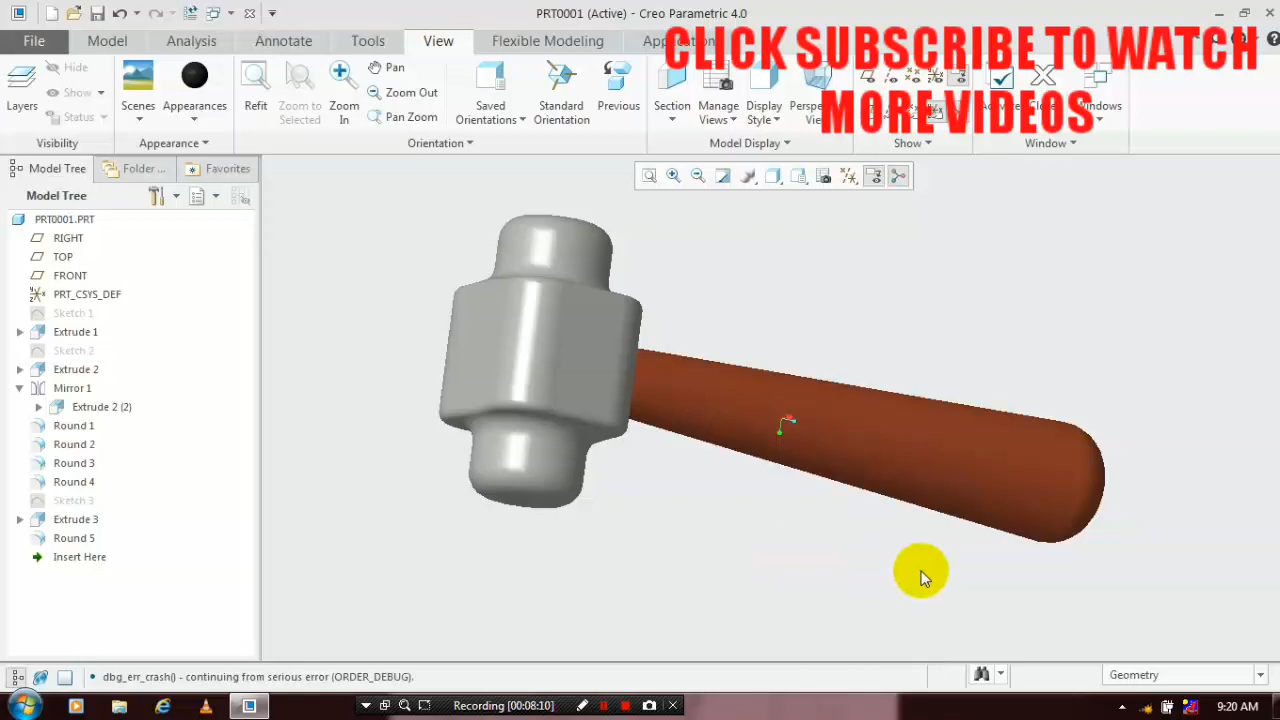 PRT0001 (Active) - Creo Parametric 4.0
CLICK SUBSCRIBE TO WATCH
MORE VIDEOS
File Model Analysis Annotate Tools View Flexible Modeling
Hide
Show
Status
Layers
Visibility
Scenes
Appearances
Appearance
Refit
Zoom to
Selected
Zoom
In
Pan
Zoom Out
Pan Zoom
Saved
Orientations
Standard
Orientation
Previous
Orientation
Section
Manage
Views
Display
Style
Model Display
Show
Windows
Window
Model Tree Folder ... Favorites
Model Tree
PRT0001.PRT
RIGHT
TOP
FRONT
PRT_CSYS_DEF
Sketch 1
Extrude 1
Sketch 2
Extrude 2
Mirror 1
Extrude 2 (2)
Round 1
Round 2
Round 3
Round 4
Sketch 3
Extrude 3
Round 5
Insert Here
• dbg_err_crash() - continuing from serious error (ORDER_DEBUG).
Geometry
Recording [00:08:10]
9:20 AM